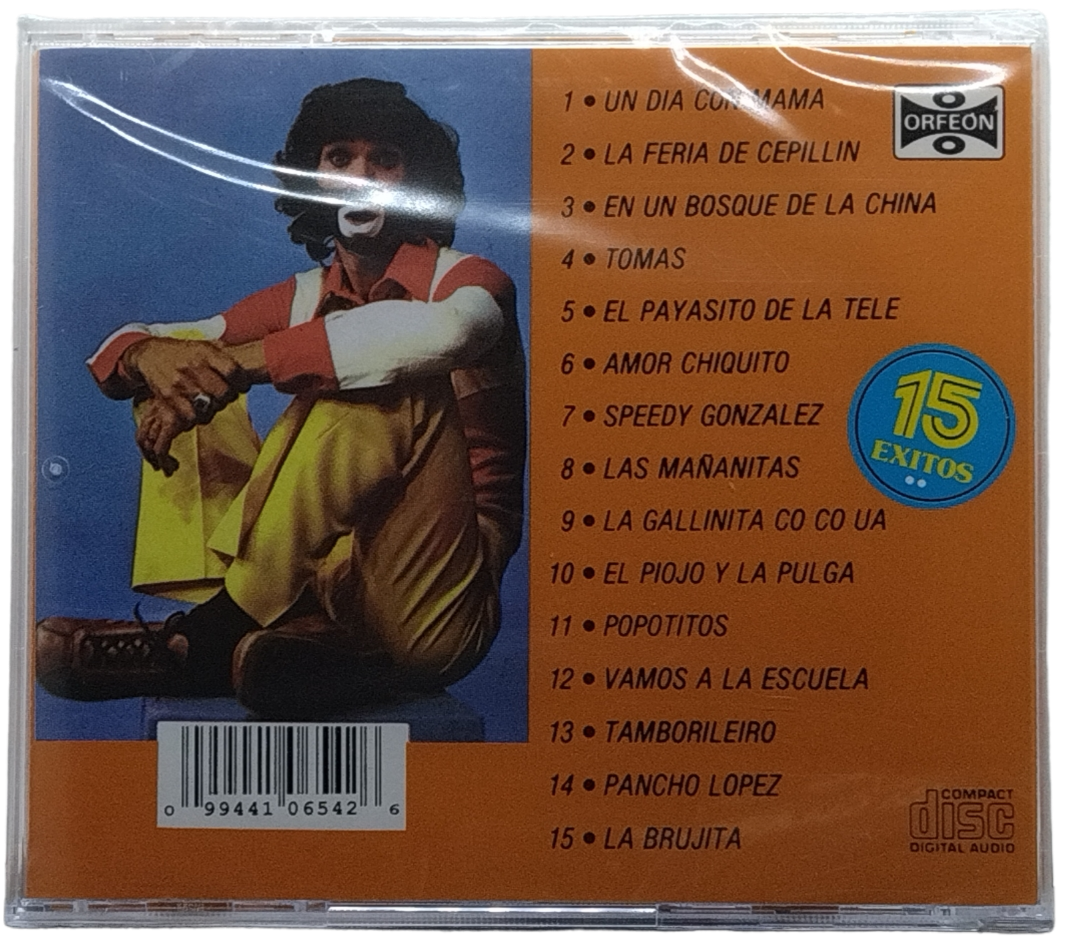 1 • UN DIA CON MAMA
2 • LA FERIA DE CEPILLIN
3 • EN UN BOSQUE DE LA CHINA
4 • TOMAS
5 • EL PAYASITO DE LA TELE
6 • AMOR CHIQUITO
7 • SPEEDY GONZALEZ
8 • LAS MAÑANITAS
9 • LA GALLINITA CO CO UA
10 • EL PIOJO Y LA PULGA
11 • POPOTITOS
12 • VAMOS A LA ESCUELA
13 • TAMBORILEIRO
14 • PANCHO LOPEZ
15 • LA BRUJITA
ORFEÓN
15
EXITOS
COMPACT
disc
DIGITAL AUDIO
0 99441 06542 6